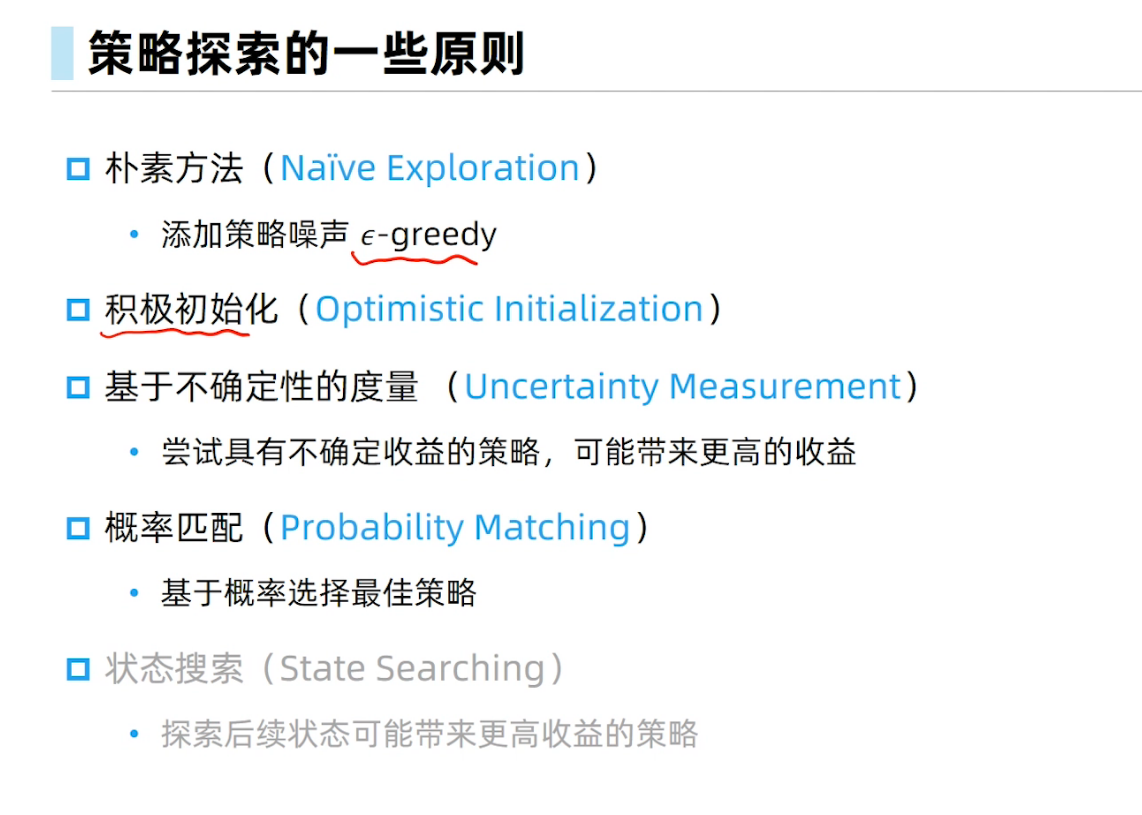 策略探索的一些原则
朴素方法（Naïve Exploration）
• 添加策略噪声 ϵ-greedy
积极初始化（Optimistic Initialization）
基于不确定性的度量 （Uncertainty Measurement）
• 尝试具有不确定收益的策略，可能带来更高的收益
概率匹配（Probability Matching）
• 基于概率选择最佳策略
状态搜索（State Searching）
• 探索后续状态可能带来更高收益的策略